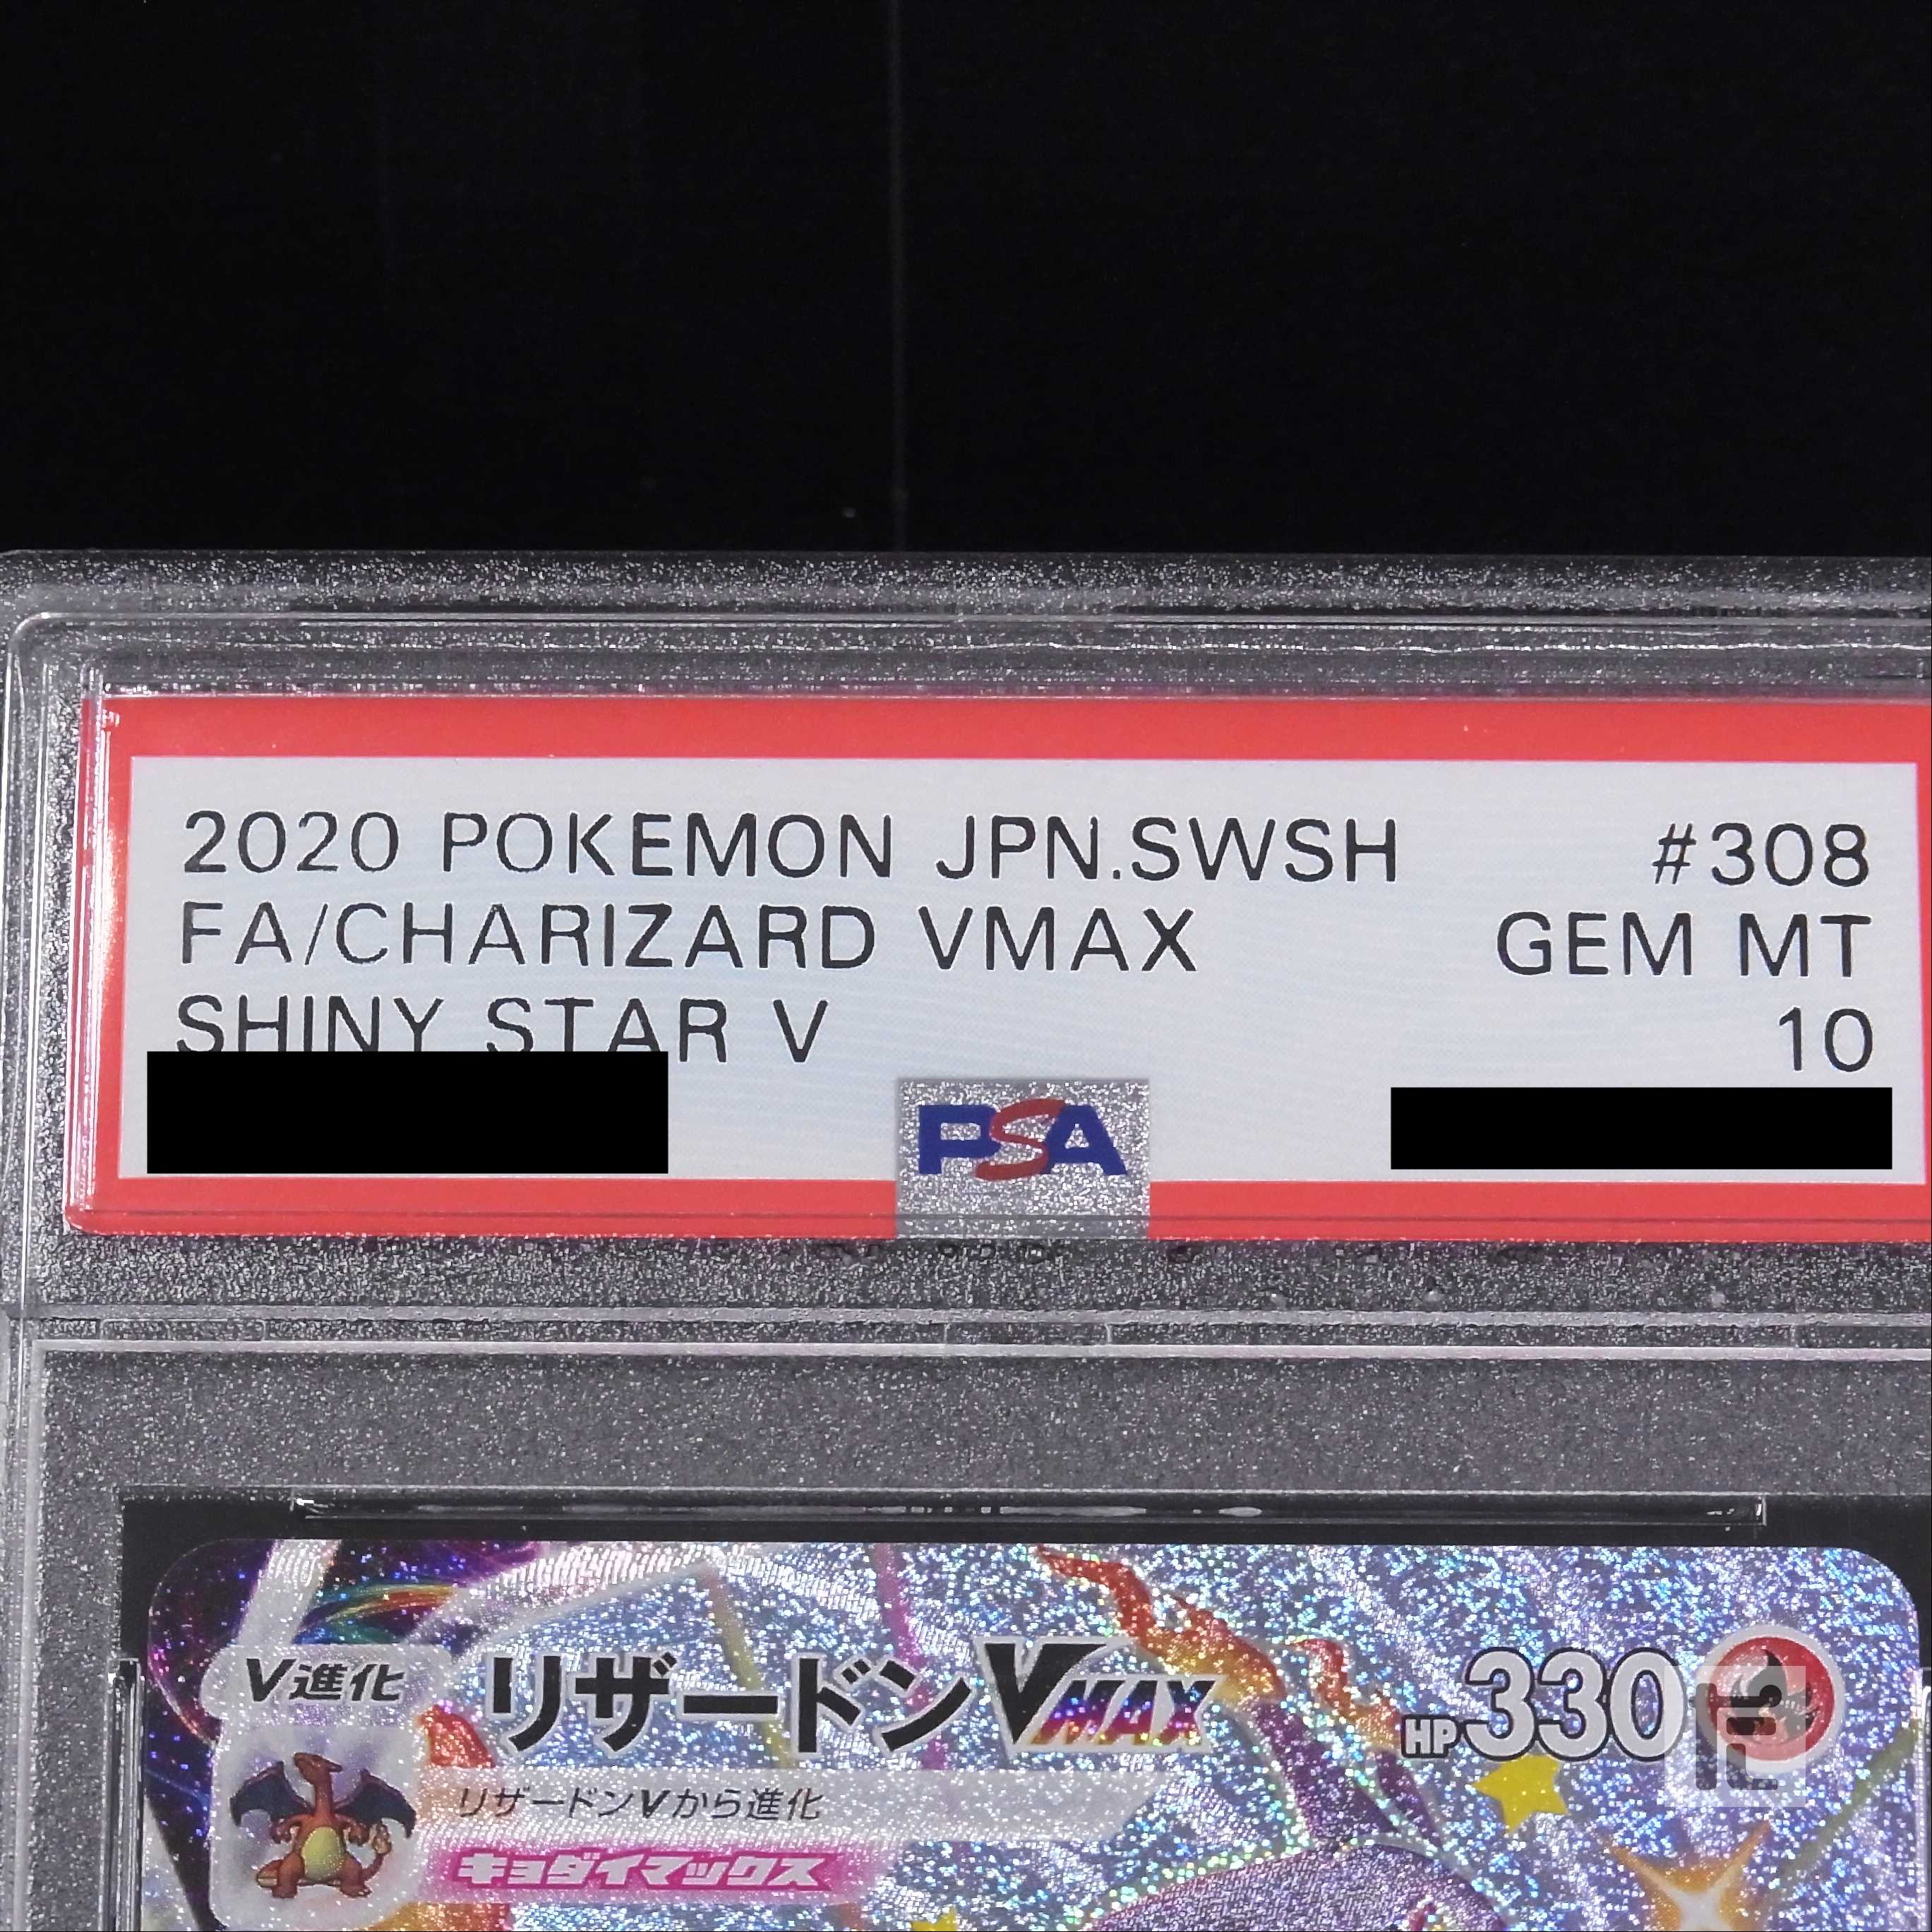 2020 POKEMON JPN.SWSH #308
FA/CHARIZARD VMAX GEM MT
SHINY STAR V 10
PSA
V進化
リザードンVMAX HP330
リザードンVから進化
キョダイマックス